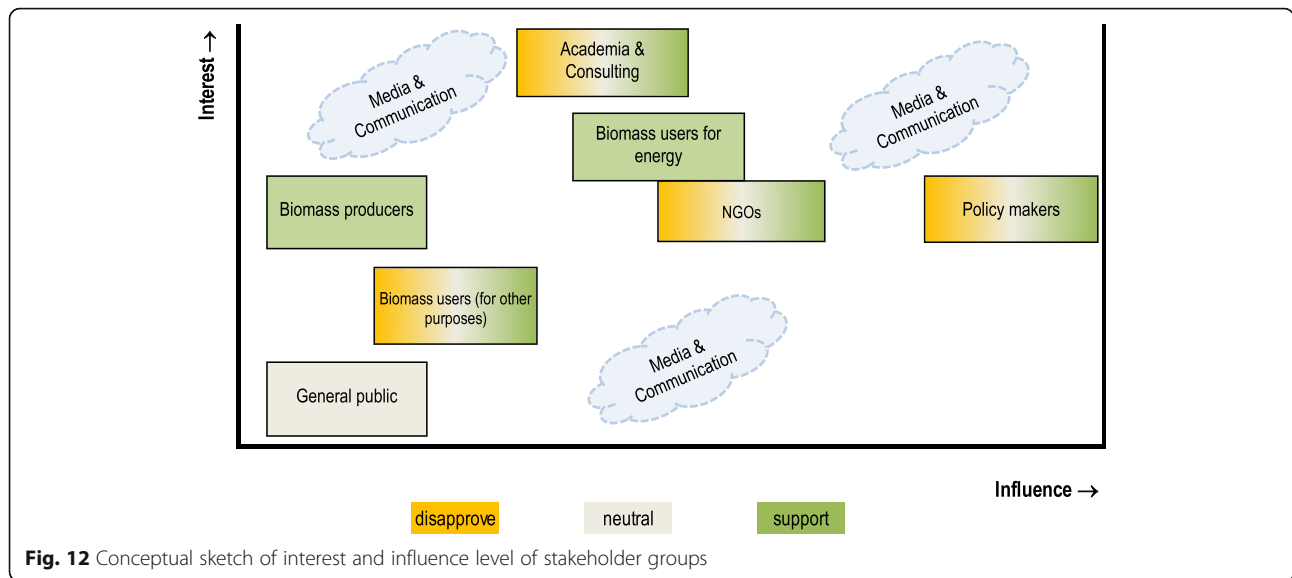 Interest →
Academia &
Consulting
Media &
Communication
Media &
Communication
Biomass users for
energy
Biomass producers
NGOs
Policy makers
Biomass users (for other
purposes)
Media &
Communication
General public
Influence →
disapprove
neutral
support
Fig. 12 Conceptual sketch of interest and influence level of stakeholder groups